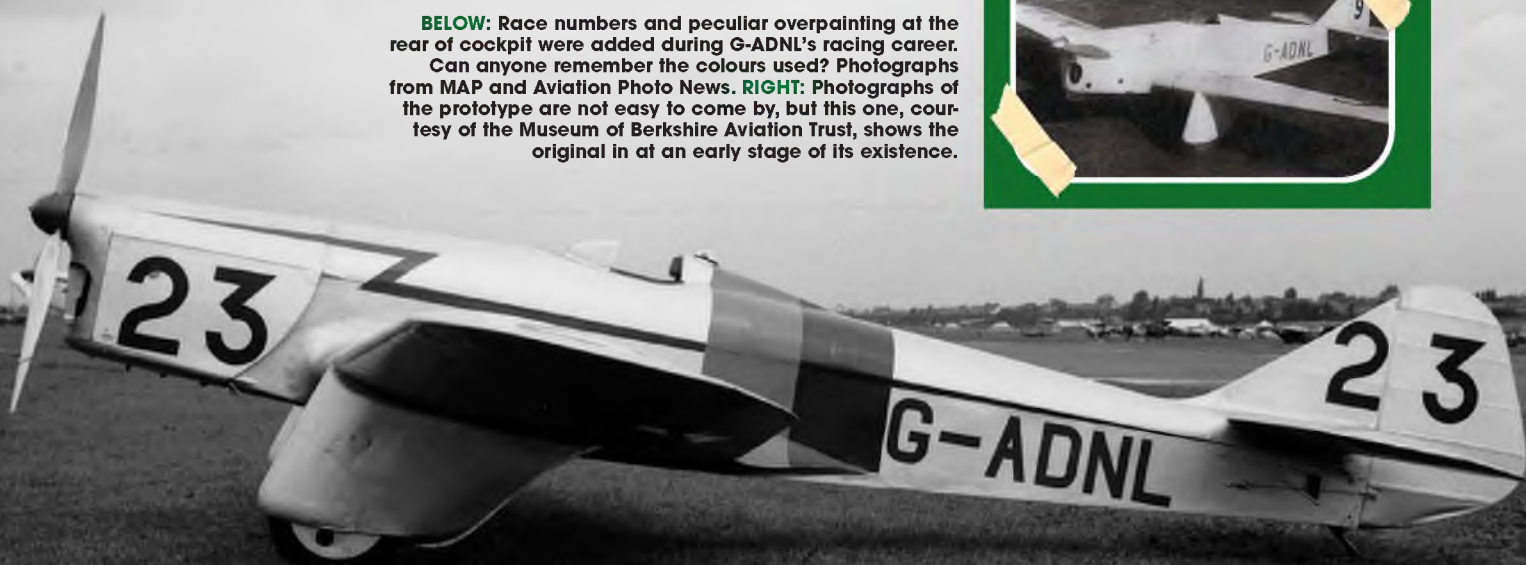 BELOW: Race numbers and peculiar overpainting at the
rear of cockpit were added during G-ADNL's racing career.
Can anyone remember the colours used? Photographs
from MAP and Aviation Photo News. RIGHT: Photographs of
the prototype are not easy to come by, but this one, cour-
tesy of the Museum of Berkshire Aviation Trust, shows the
original in at an early stage of its existence.
9
G-ADNL
23
23
G-ADNL